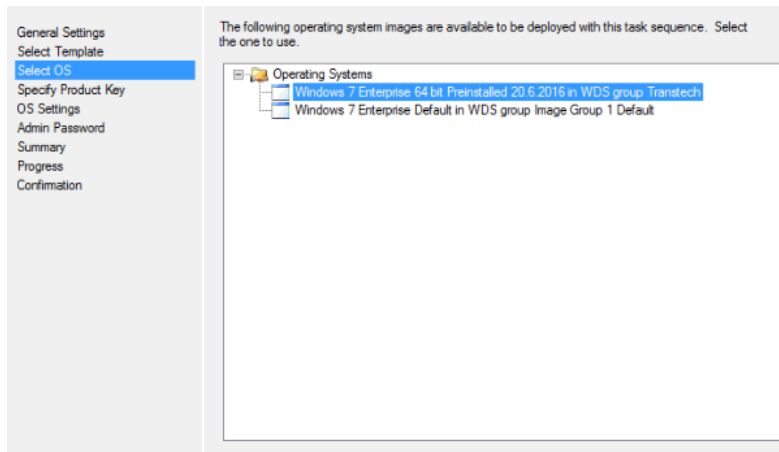 General Settings
Select Template
Select OS
Specify Product Key
OS Settings
Admin Password
Summary
Progress
Confirmation
The following operating system images are available to be deployed with this task sequence.  Select
the one to use.
Operating Systems
Windows 7 Enterprise 64 bit Preinstalled 20.6.2016 in WDS group Transtech
Windows 7 Enterprise Default in WDS group Image Group 1 Default